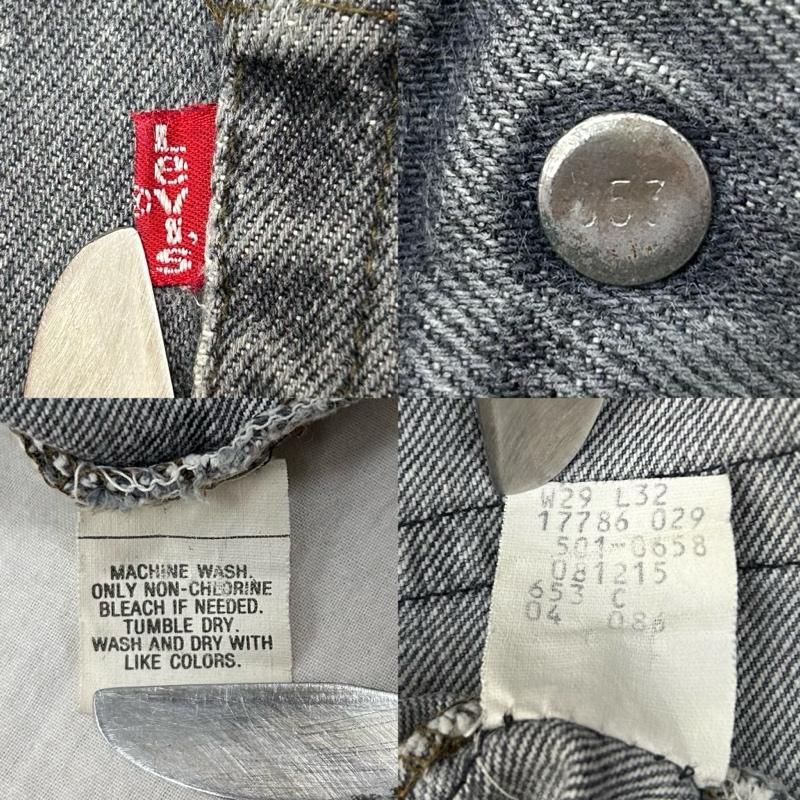 Levi's
®
653
MACHINE WASH.
ONLY NON-CHLORINE
BLEACH IF NEEDED.
TUMBLE DRY.
WASH AND DRY WITH
LIKE COLORS.
W29 L32
17786 029
501-0658
081215
653 C
04 086